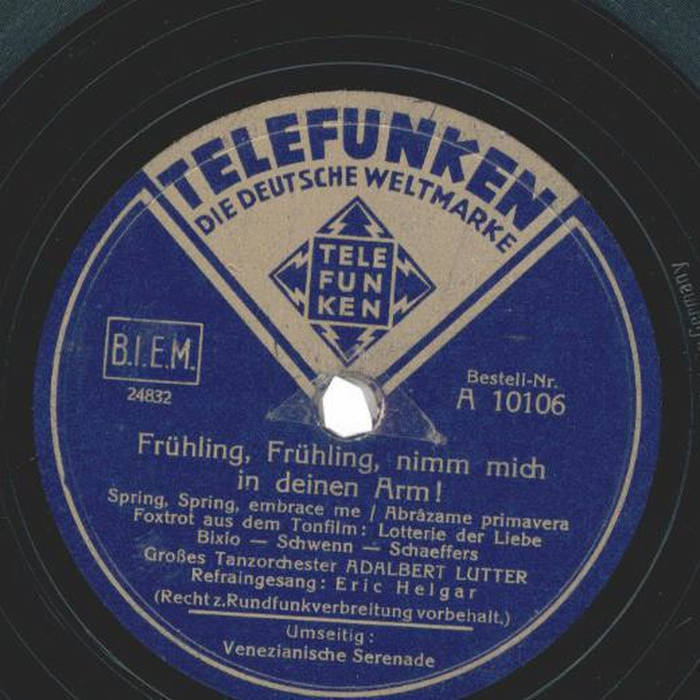 TELEFUNKEN
DIE DEUTSCHE WELTMARKE
TELE
FUN
KEN
B.I.E.M.
24832
Bestell-Nr.
A 10106
Frühling, Frühling, nimm mich
in deinen Arm!
Spring, Spring, embrace me / Abrázame primavera
Foxtrot aus dem Tonfilm: Lotterie der Liebe
Bixio — Schwenn — Schaeffers
Großes Tanzorchester ADALBERT LUTTER
Refraingesang: Eric Helgar
(Recht z.Rundfunkverbreitung vorbehalt.)
Umseitig:
Venezianische Serenade